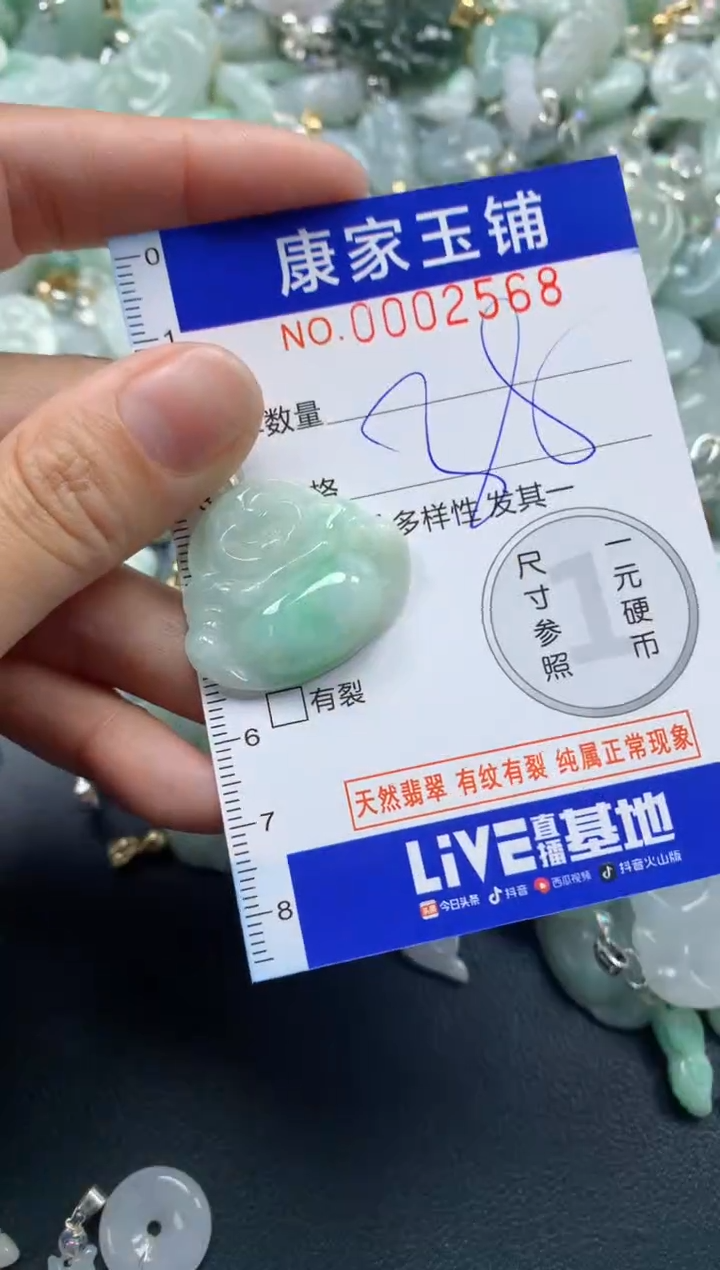 0
康家玉铺
1
NO.0002568
数量
格
多样性 发其一
尺寸参照
一元硬币
1
有裂
6
天然翡翠 有纹有裂 纯属正常现象
7
LiVE直播基地
头条 今日头条 抖音 西瓜视频 抖音火山版
8